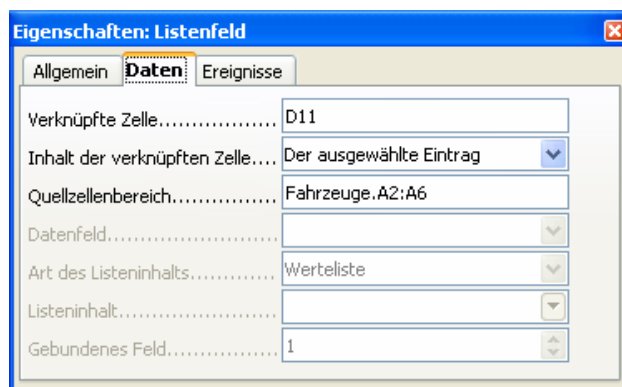 Eigenschaften: Listenfeld
Allgemein Daten Ereignisse
Verknüpfte Zelle.................. D11
Inhalt der verknüpften Zelle.... Der ausgewählte Eintrag
Quellzellenbereich................ Fahrzeuge.A2:A6
Datenfeld..........................
Art des Listeninhalts............. Werteliste
Listeninhalt........................
Gebundenes Feld................. 1